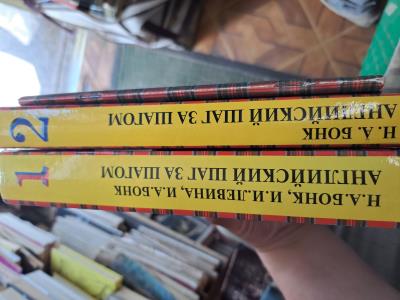 Н.А.БОНК, И.И.ЛЕВИНА, И.А.БОНК
АНГЛИЙСКИЙ ШАГ ЗА ШАГОМ
1
Н. А. БОНК
АНГЛИЙСКИЙ ШАГ ЗА ШАГОМ
2